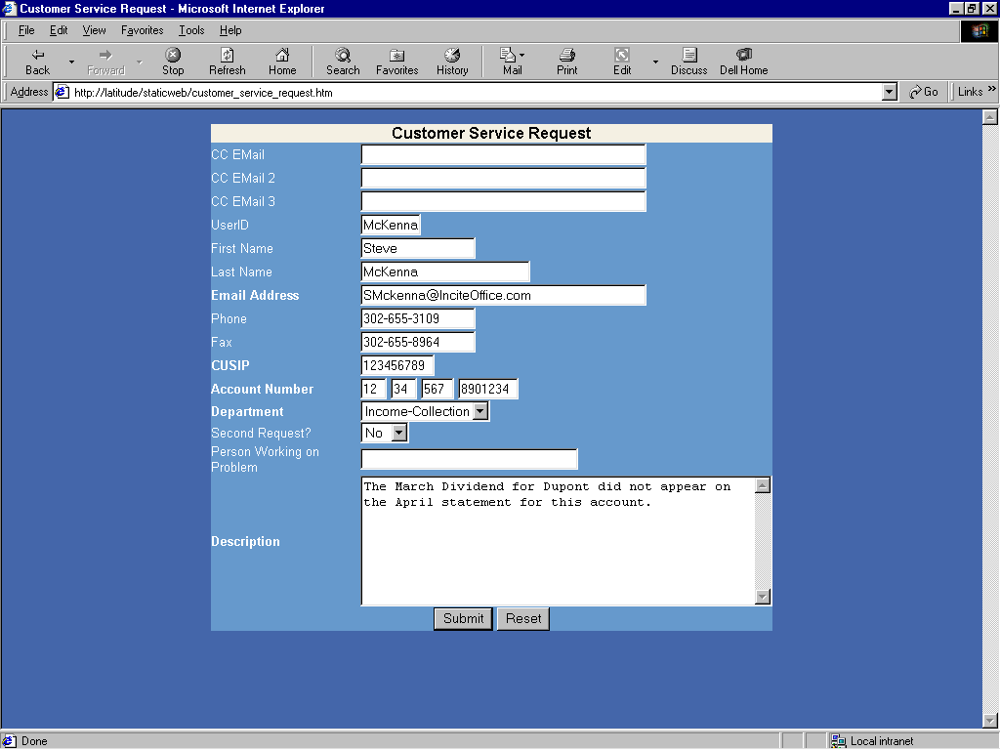 Customer Service Request - Microsoft Internet Explorer
File Edit View Favorites Tools Help
Back Forward Stop Refresh Home Search Favorites History Mail Print Edit Discuss Dell Home
Address http://latitude/staticweb/customer_service_request.htm Go Links »
Customer Service Request
CC EMail
CC EMail 2
CC EMail 3
UserID McKenna
First Name Steve
Last Name McKenna
Email Address SMckenna@InciteOffice.com
Phone 302-655-3109
Fax 302-655-8964
CUSIP 123456789
Account Number 12 34 567 8901234
Department Income-Collection
Second Request? No
Person Working on
Problem
The March Dividend for Dupont did not appear on
the April statement for this account.
Description
Submit Reset
Done Local intranet